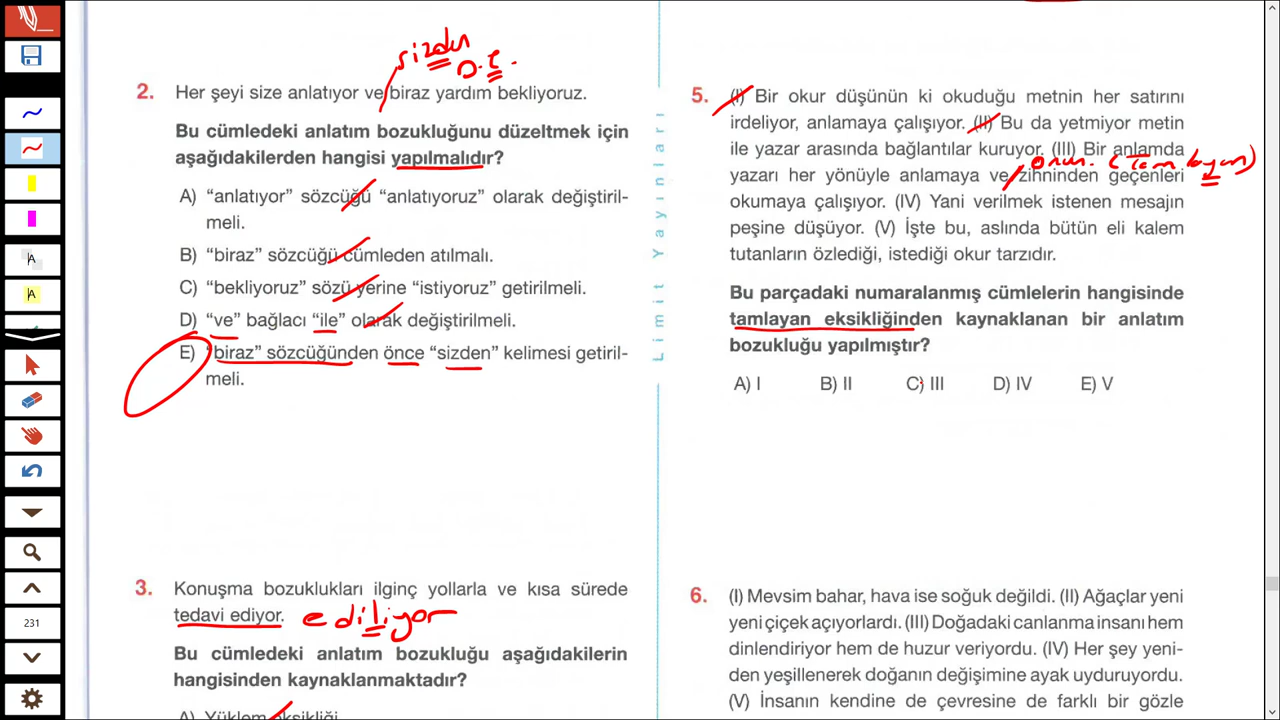 sizden
D.T.
2. Her şeyi size anlatıyor ve biraz yardım bekliyoruz.
Bu cümledeki anlatım bozukluğunu düzeltmek için
aşağıdakilerden hangisi yapılmalıdır?
A) “anlatıyor” sözcüğü “anlatıyoruz” olarak değiştiril-
meli.
B) “biraz” sözcüğü cümleden atılmalı.
C) “bekliyoruz” sözü yerine “istiyoruz” getirilmeli.
D) “ve” bağlacı “ile” olarak değiştirilmeli.
E) “biraz” sözcüğünden önce “sizden” kelimesi getiril-
meli.
3. Konuşma bozuklukları ilginç yollarla ve kısa sürede
tedavi ediyor. ediliyor
Bu cümledeki anlatım bozukluğu aşağıdakilerin
hangisinden kaynaklanmaktadır?
A) Yüklem eksikliği
Limit Yayınları
5. (I) Bir okur düşünün ki okuduğu metnin her satırını
irdeliyor, anlamaya çalışıyor. (II) Bu da yetmiyor metin
ile yazar arasında bağlantılar kuruyor. (III) Bir anlamda
onun. (Tamlayan)
yazarı her yönüyle anlamaya ve zihninden geçenleri
okumaya çalışıyor. (IV) Yani verilmek istenen mesajın
peşine düşüyor. (V) İşte bu, aslında bütün eli kalem
tutanların özlediği, istediği okur tarzıdır.
Bu parçadaki numaralanmış cümlelerin hangisinde
tamlayan eksikliğinden kaynaklanan bir anlatım
bozukluğu yapılmıştır?
A) I B) II C) III D) IV E) V
6. (I) Mevsim bahar, hava ise soğuk değildi. (II) Ağaçlar yeni
yeni çiçek açıyorlardı. (III) Doğadaki canlanma insanı hem
dinlendiriyor hem de huzur veriyordu. (IV) Her şey yeni-
den yeşillenerek doğanın değişimine ayak uyduruyordu.
(V) İnsanın kendine de çevresine de farklı bir gözle
A
A
231